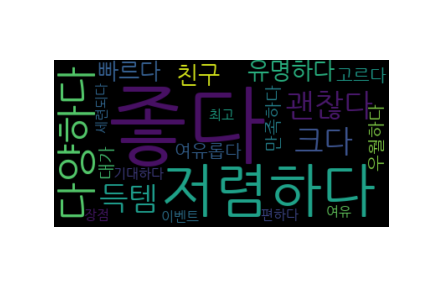 빠르다
친구
유명하다
고르다
다양하다
세련되다
좋다
최고
만족하다
괜찮다
우월하다
크다
여유롭다
대가
기대하다
저렴하다
득템
장점
이벤트
편하다
여유